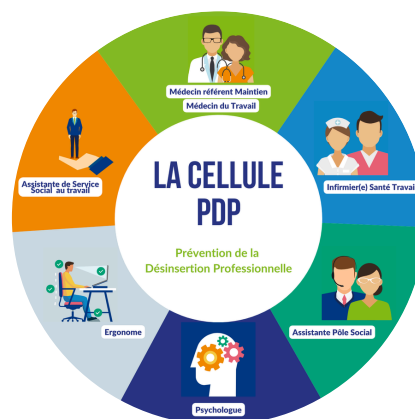 Médecin référent Maintien
Médecin du Travail
Infirmier(e) Santé Travail
Assistante Pôle Social
Psychologue
Ergonome
Assistante de Service
Social au travail
LA CELLULE
PDP
Prévention de la
Désinsertion Professionnelle